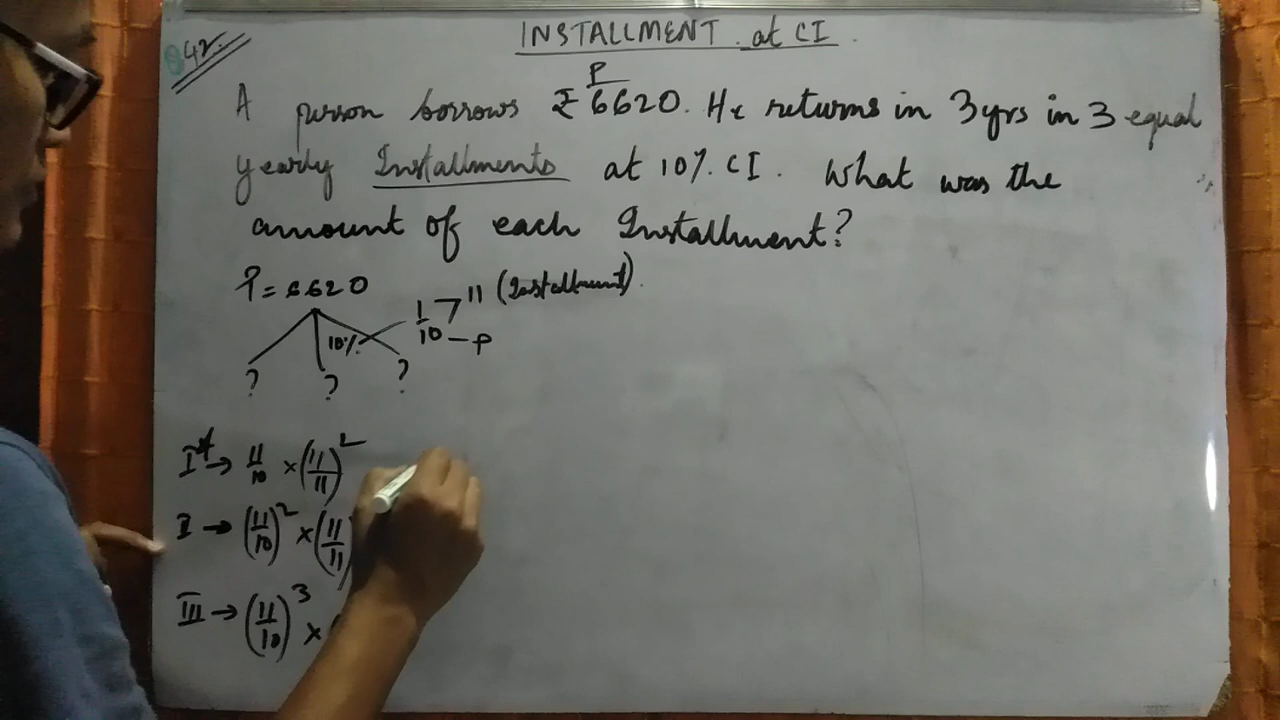 INSTALLMENT at CI
Q42.
P
A person borrows ₹6620. He returns in 3yrs in 3 equal
yearly Installments at 10% CI. What was the
amount of each Installment?
P = 6620
1/10 11 (Installment)
10% P
? ? ?
Ist → 11/10 × (11/11)²
II → (11/10)² × (11/11)
III → (11/10)³ ×